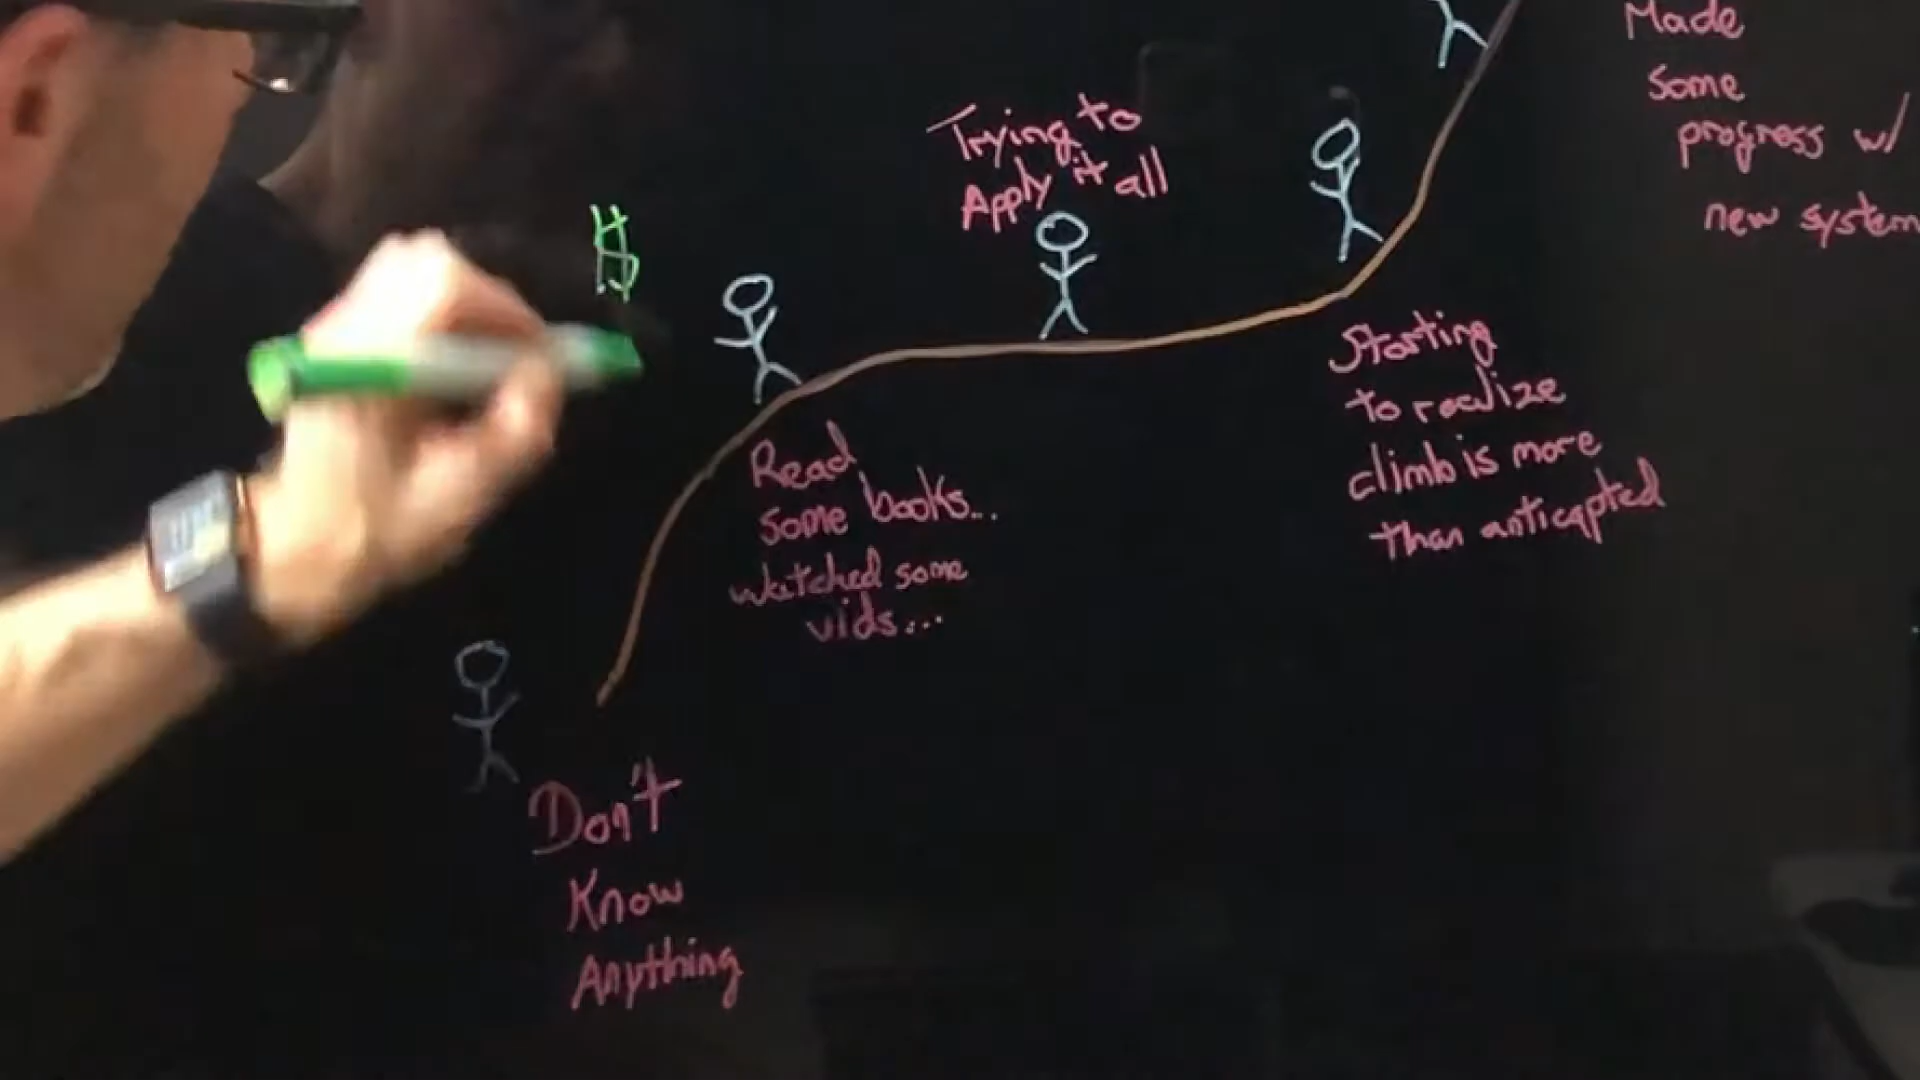 Don't
Know
Anything
Read
some books...
watched some
vids...
Trying to
Apply it all
Starting
to realize
climb is more
than anticapted
Made
some
progress w/
new system
$